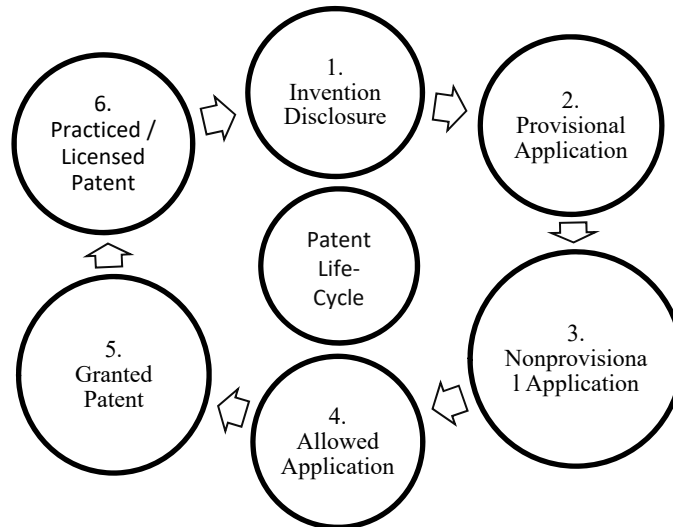 1.
Invention
Disclosure
2.
Provisional
Application
3.
Nonprovisiona
l Application
4.
Allowed
Application
5.
Granted
Patent
6.
Practiced /
Licensed
Patent
Patent
Life-
Cycle